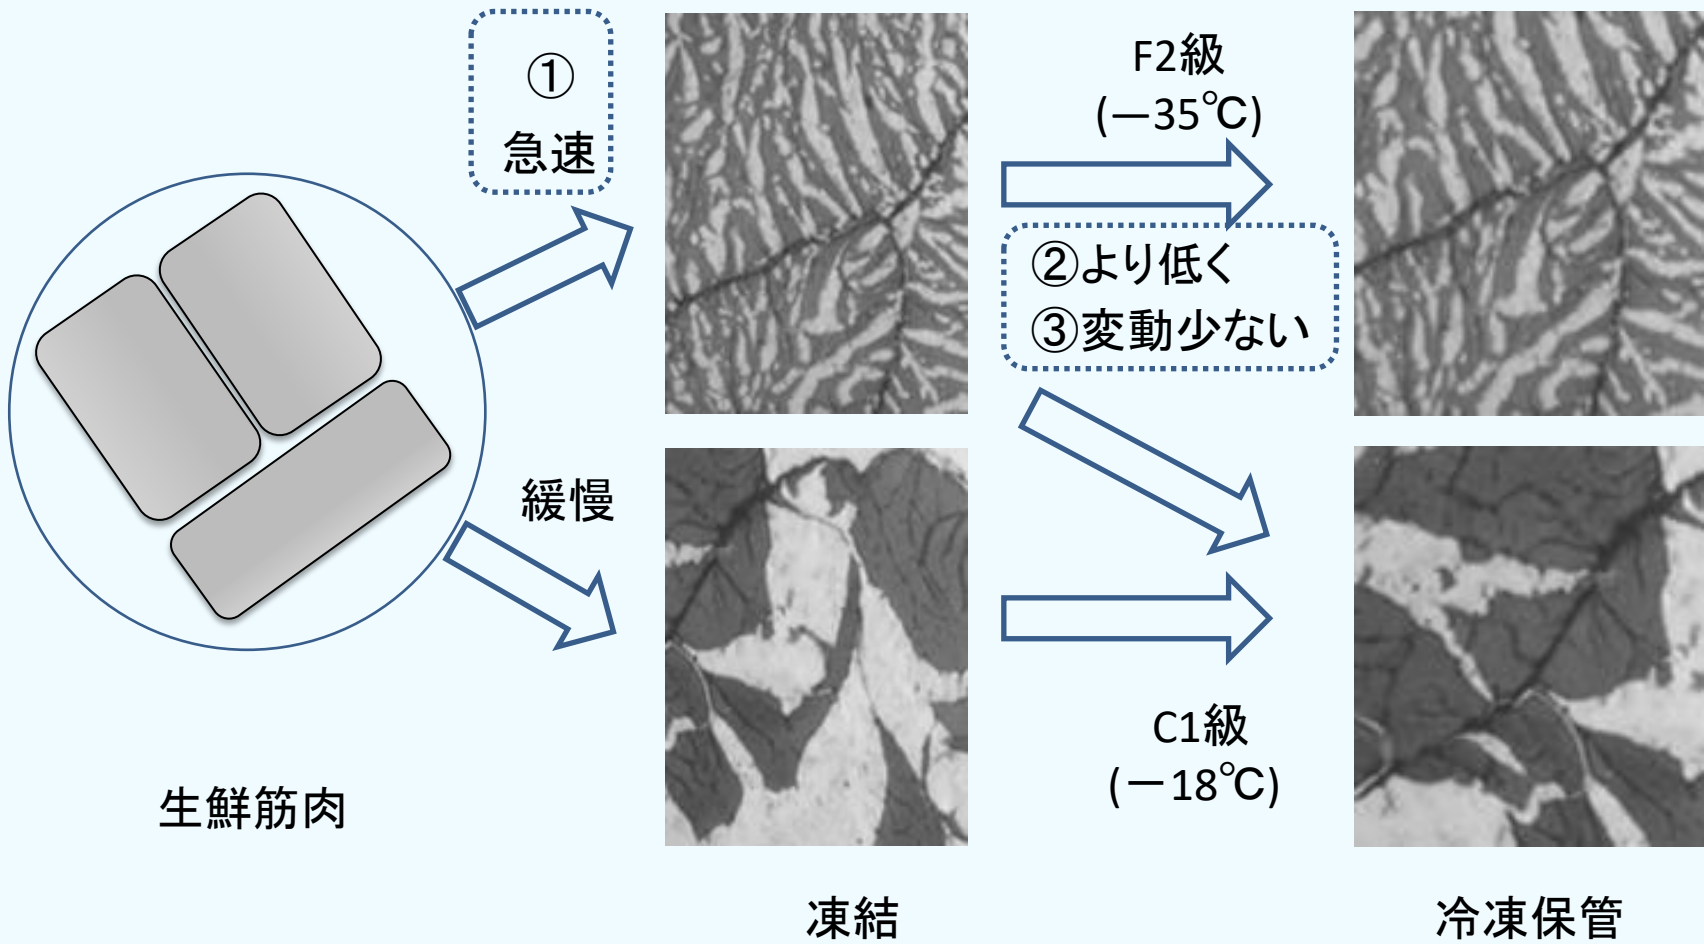 ①
急速
F2級
(－35℃)
②より低く
③変動少ない
緩慢
C1級
(－18℃)
生鮮筋肉
凍結
冷凍保管